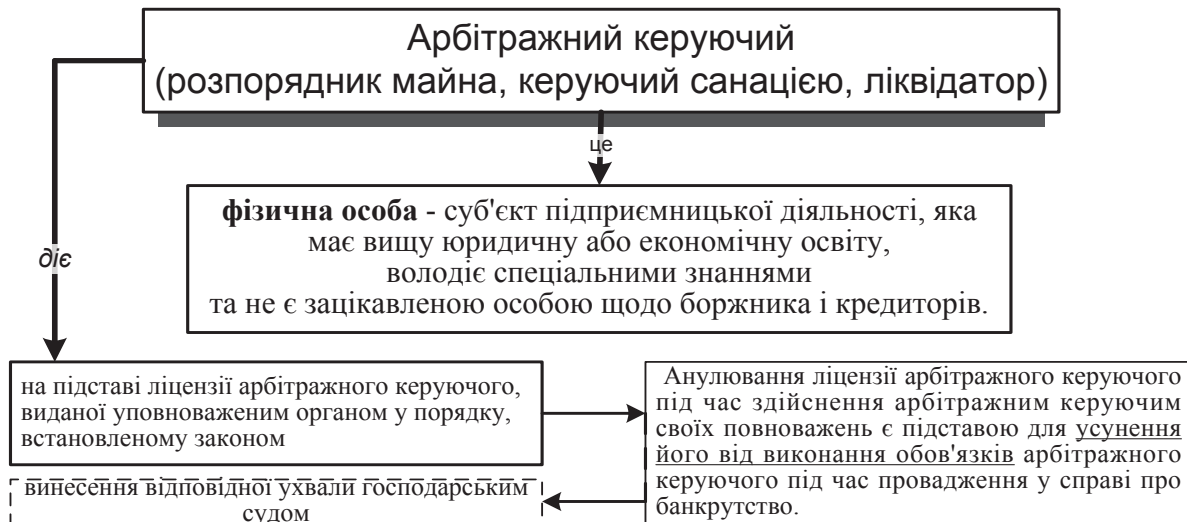 Арбітражний керуючий
(розпорядник майна, керуючий санацією, ліквідатор)
це
фізична особа - суб'єкт підприємницької діяльності, яка
має вищу юридичну або економічну освіту,
володіє спеціальними знаннями
та не є зацікавленою особою щодо боржника і кредиторів.
діє
на підставі ліцензії арбітражного керуючого,
виданої уповноваженим органом у порядку,
встановленому законом
Анулювання ліцензії арбітражного керуючого
під час здійснення арбітражним керуючим
своїх повноважень є підставою для усунення
його від виконання обов'язків арбітражного
керуючого під час провадження у справі про
банкрутство.
винесення відповідної ухвали господарським
судом